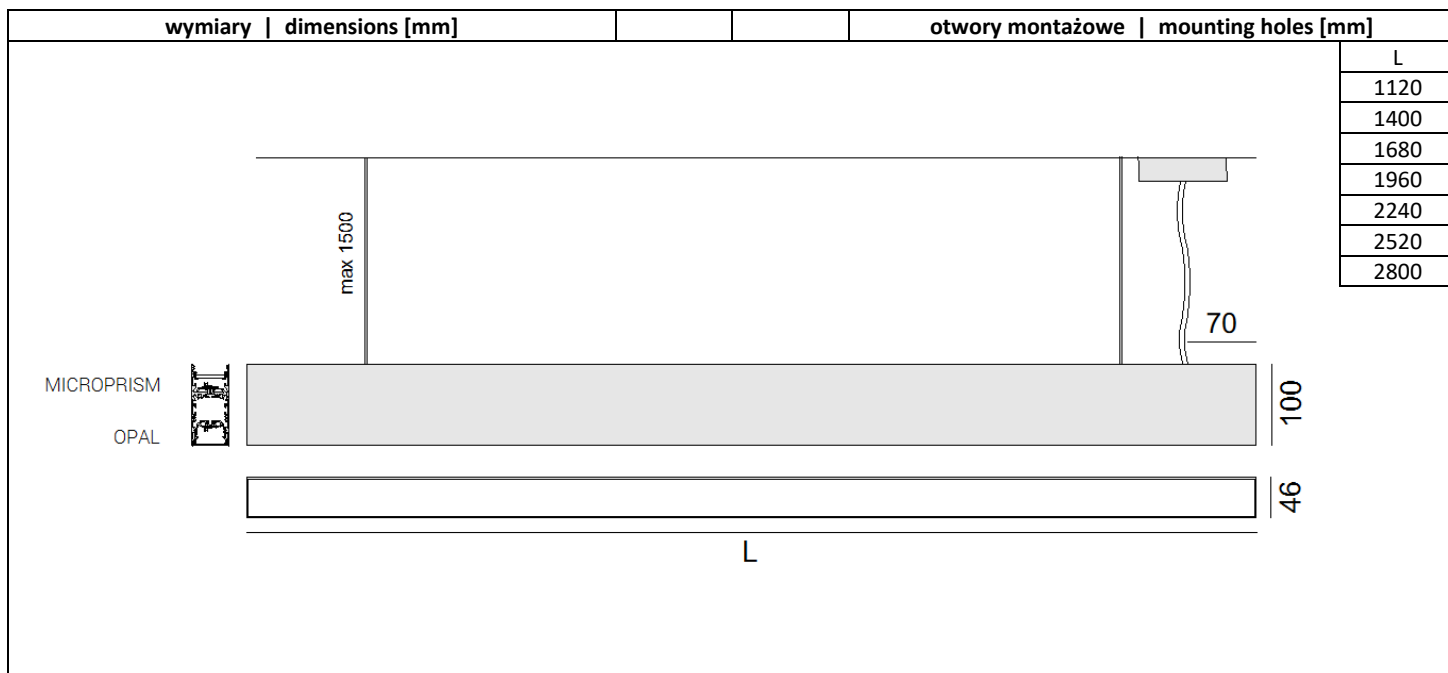 wymiary | dimensions [mm]
otwory montażowe | mounting holes [mm]
L
1120
1400
1680
1960
2240
2520
2800
max 1500
70
MICROPRISM
OPAL
100
46
L